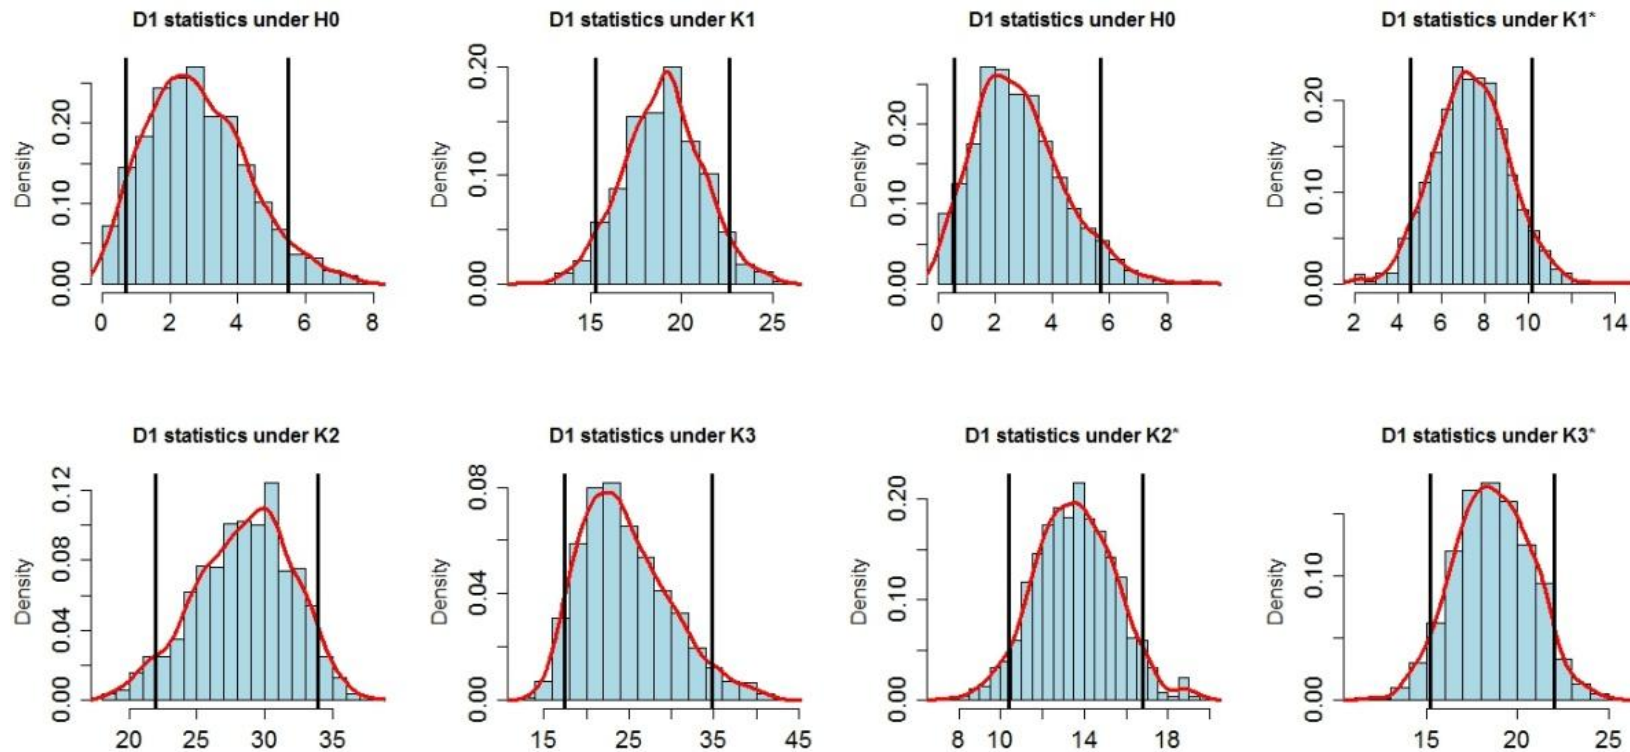 D1 statistics under H0
Density
0.00 0.10 0.20
0 2 4 6 8
D1 statistics under K1
Density
0.00 0.10 0.20
15 20 25
D1 statistics under H0
Density
0.00 0.10 0.20
0 2 4 6 8
D1 statistics under K1*
Density
0.00 0.10 0.20
2 4 6 8 10 14
D1 statistics under K2
Density
0.00 0.04 0.08 0.12
20 25 30 35
D1 statistics under K3
Density
0.00 0.04 0.08
15 25 35 45
D1 statistics under K2*
Density
0.00 0.10 0.20
8 10 14 18
D1 statistics under K3*
Density
0.00 0.10
15 20 25